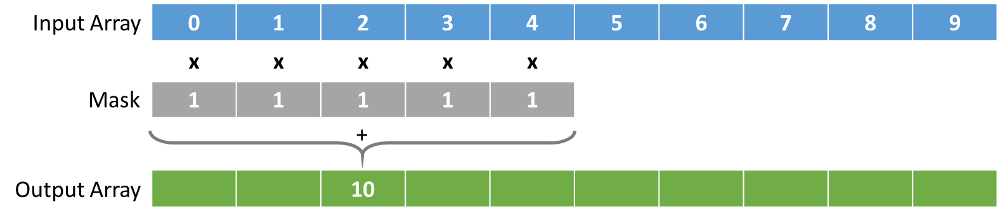 Input Array 0 1 2 3 4 5 6 7 8 9
x x x x x
Mask 1 1 1 1 1
+
Output Array 10